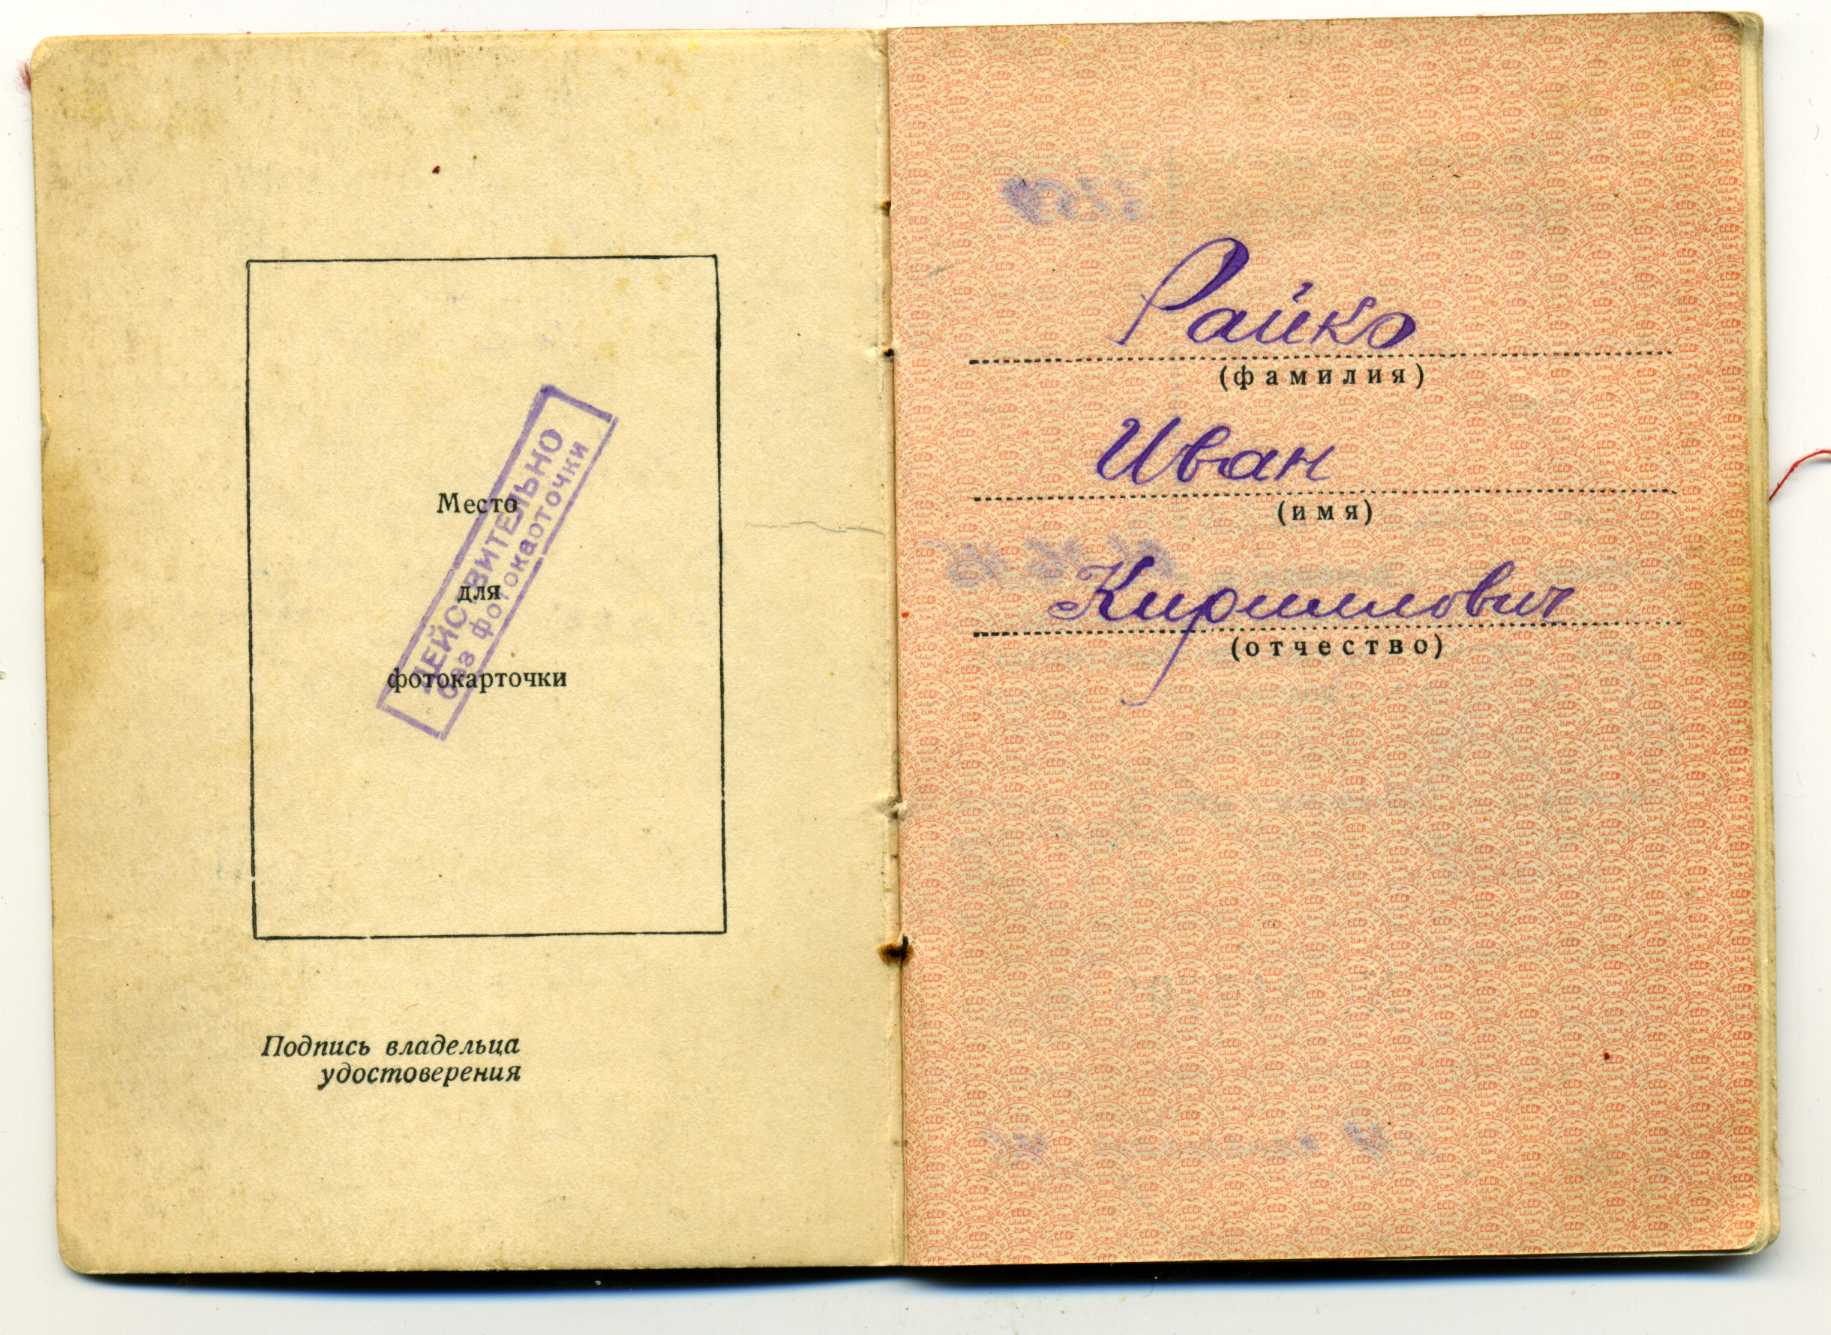 Место
для
фотокарточки
ДЕЙСТВИТЕЛЬНО
без фотокарточки
Подпись владельца
удостоверения
Райко
(фамилия)
Иван
(имя)
Кириллович
(отчество)